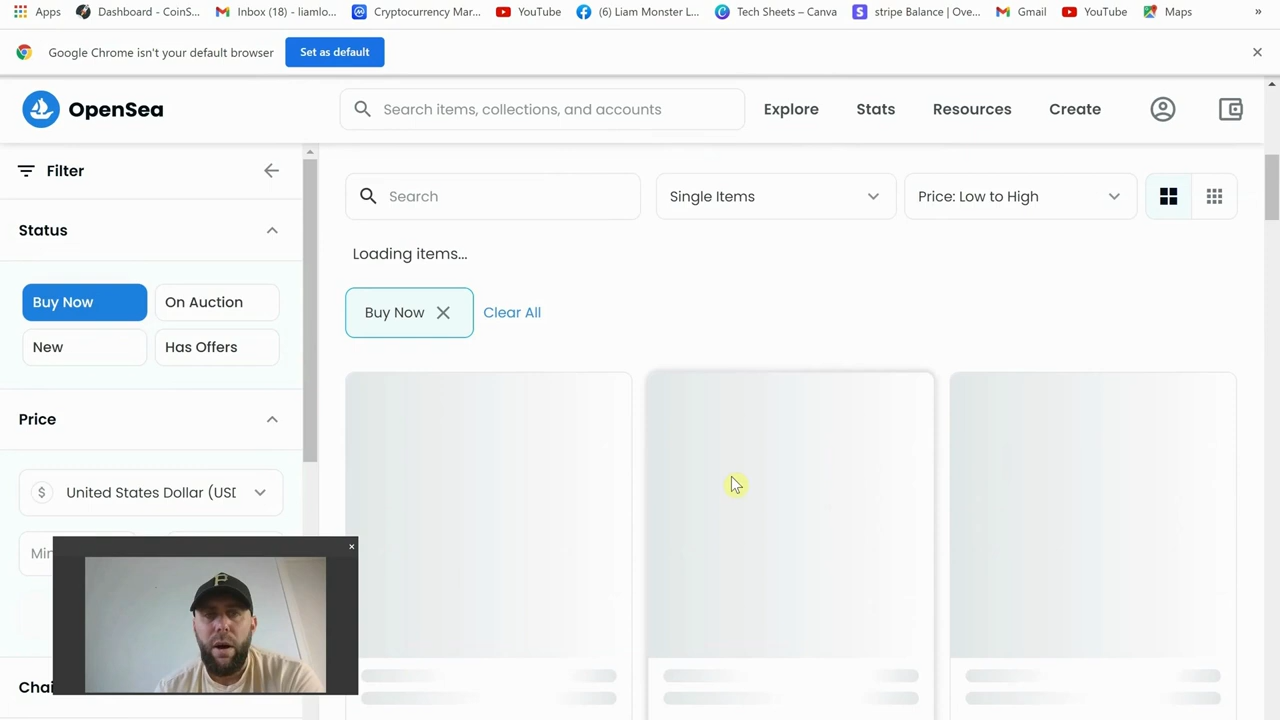 Apps
Dashboard - CoinS...
Inbox (18) - liamlo...
Cryptocurrency Mar...
YouTube
(6) Liam Monster L...
Tech Sheets – Canva
stripe Balance | Ove...
Gmail
YouTube
Maps
»
Google Chrome isn't your default browser
Set as default
OpenSea
Search items, collections, and accounts
Explore
Stats
Resources
Create
Filter
Search
Single Items
Price: Low to High
Status
Loading items...
Buy Now
On Auction
Buy Now
Clear All
New
Has Offers
Price
$
United States Dollar (USD
Min
P
Chai